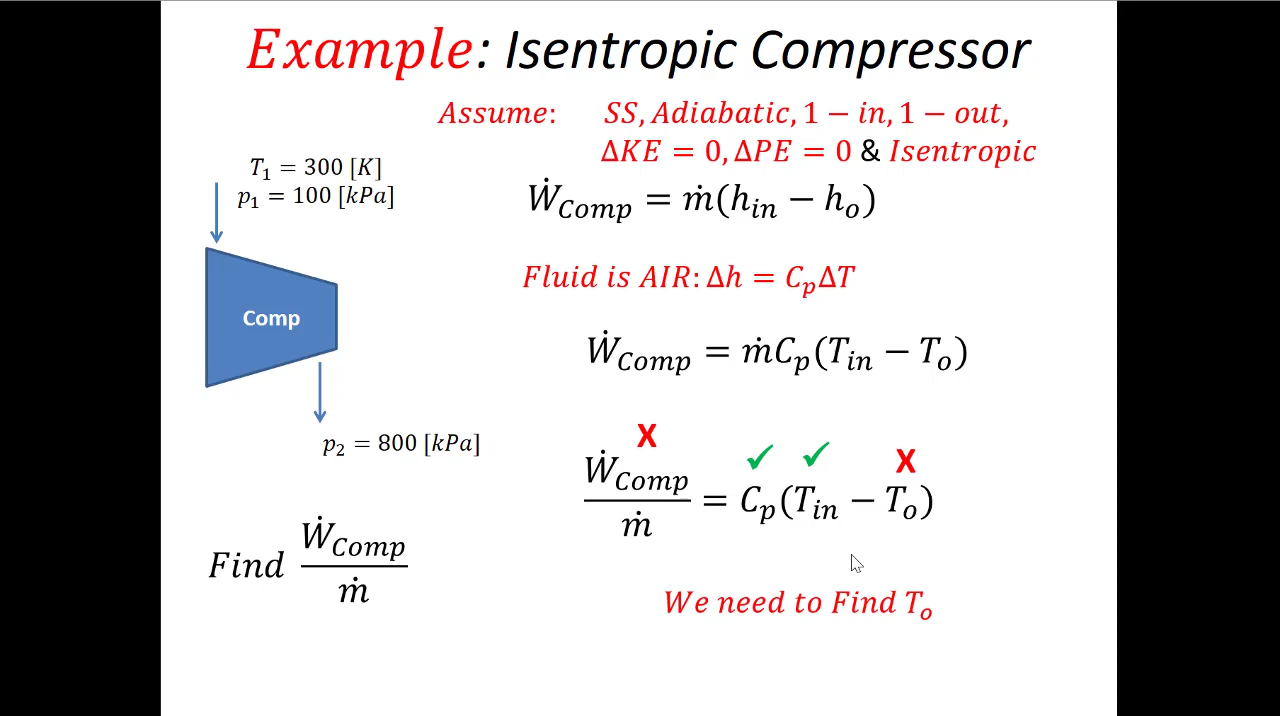 Example: Isentropic Compressor
Assume: SS, Adiabatic, 1 − in, 1 − out,
ΔKE = 0, ΔPE = 0 & Isentropic
T₁ = 300 [K]
p₁ = 100 [kPa]
Ẇ_Comp = ṁ(h_in − h_o)
Fluid is AIR: Δh = C_pΔT
Comp
Ẇ_Comp = ṁC_p(T_in − T_o)
p₂ = 800 [kPa]
X ✓ ✓ X
Ẇ_Comp / ṁ = C_p(T_in − T_o)
Find Ẇ_Comp / ṁ
We need to Find T_o